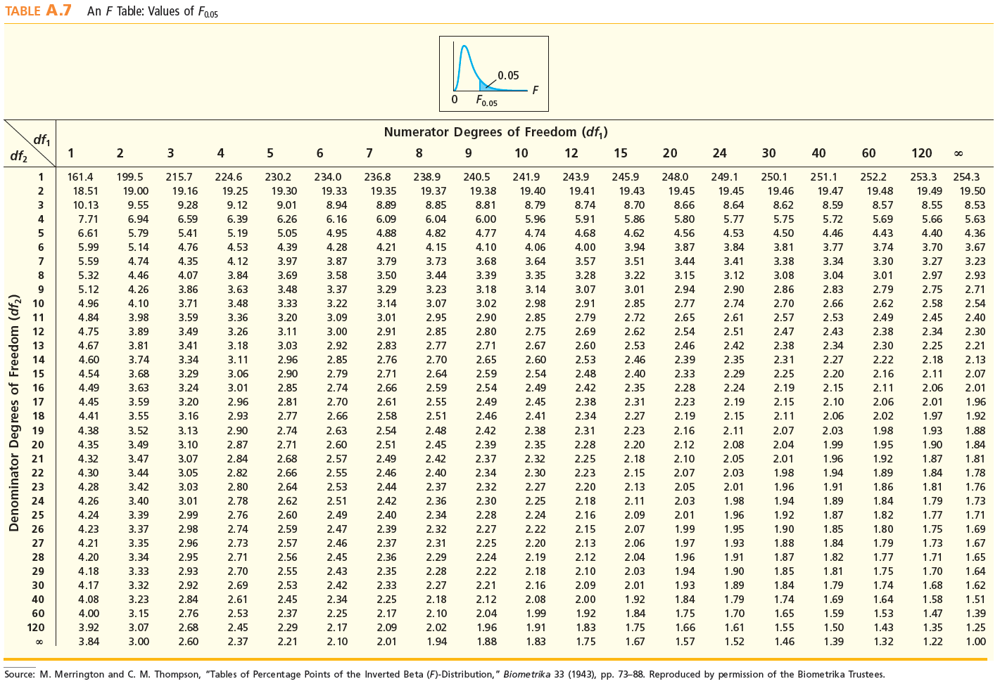 TABLE A.7 An F Table: Values of F0.05
0.05
F
0 F0.05
df1 Numerator Degrees of Freedom (df1)
df2 1 2 3 4 5 6 7 8 9 10 12 15 20 24 30 40 60 120 ∞
Denominator Degrees of Freedom (df2)
1 161.4 199.5 215.7 224.6 230.2 234.0 236.8 238.9 240.5 241.9 243.9 245.9 248.0 249.1 250.1 251.1 252.2 253.3 254.3
2 18.51 19.00 19.16 19.25 19.30 19.33 19.35 19.37 19.38 19.40 19.41 19.43 19.45 19.45 19.46 19.47 19.48 19.49 19.50
3 10.13 9.55 9.28 9.12 9.01 8.94 8.89 8.85 8.81 8.79 8.74 8.70 8.66 8.64 8.62 8.59 8.57 8.55 8.53
4 7.71 6.94 6.59 6.39 6.26 6.16 6.09 6.04 6.00 5.96 5.91 5.86 5.80 5.77 5.75 5.72 5.69 5.66 5.63
5 6.61 5.79 5.41 5.19 5.05 4.95 4.88 4.82 4.77 4.74 4.68 4.62 4.56 4.53 4.50 4.46 4.43 4.40 4.36
6 5.99 5.14 4.76 4.53 4.39 4.28 4.21 4.15 4.10 4.06 4.00 3.94 3.87 3.84 3.81 3.77 3.74 3.70 3.67
7 5.59 4.74 4.35 4.12 3.97 3.87 3.79 3.73 3.68 3.64 3.57 3.51 3.44 3.41 3.38 3.34 3.30 3.27 3.23
8 5.32 4.46 4.07 3.84 3.69 3.58 3.50 3.44 3.39 3.35 3.28 3.22 3.15 3.12 3.08 3.04 3.01 2.97 2.93
9 5.12 4.26 3.86 3.63 3.48 3.37 3.29 3.23 3.18 3.14 3.07 3.01 2.94 2.90 2.86 2.83 2.79 2.75 2.71
10 4.96 4.10 3.71 3.48 3.33 3.22 3.14 3.07 3.02 2.98 2.91 2.85 2.77 2.74 2.70 2.66 2.62 2.58 2.54
11 4.84 3.98 3.59 3.36 3.20 3.09 3.01 2.95 2.90 2.85 2.79 2.72 2.65 2.61 2.57 2.53 2.49 2.45 2.40
12 4.75 3.89 3.49 3.26 3.11 3.00 2.91 2.85 2.80 2.75 2.69 2.62 2.54 2.51 2.47 2.43 2.38 2.34 2.30
13 4.67 3.81 3.41 3.18 3.03 2.92 2.83 2.77 2.71 2.67 2.60 2.53 2.46 2.42 2.38 2.34 2.30 2.25 2.21
14 4.60 3.74 3.34 3.11 2.96 2.85 2.76 2.70 2.65 2.60 2.53 2.46 2.39 2.35 2.31 2.27 2.22 2.18 2.13
15 4.54 3.68 3.29 3.06 2.90 2.79 2.71 2.64 2.59 2.54 2.48 2.40 2.33 2.29 2.25 2.20 2.16 2.11 2.07
16 4.49 3.63 3.24 3.01 2.85 2.74 2.66 2.59 2.54 2.49 2.42 2.35 2.28 2.24 2.19 2.15 2.11 2.06 2.01
17 4.45 3.59 3.20 2.96 2.81 2.70 2.61 2.55 2.49 2.45 2.38 2.31 2.23 2.19 2.15 2.10 2.06 2.01 1.96
18 4.41 3.55 3.16 2.93 2.77 2.66 2.58 2.51 2.46 2.41 2.34 2.27 2.19 2.15 2.11 2.06 2.02 1.97 1.92
19 4.38 3.52 3.13 2.90 2.74 2.63 2.54 2.48 2.42 2.38 2.31 2.23 2.16 2.11 2.07 2.03 1.98 1.93 1.88
20 4.35 3.49 3.10 2.87 2.71 2.60 2.51 2.45 2.39 2.35 2.28 2.20 2.12 2.08 2.04 1.99 1.95 1.90 1.84
21 4.32 3.47 3.07 2.84 2.68 2.57 2.49 2.42 2.37 2.32 2.25 2.18 2.10 2.05 2.01 1.96 1.92 1.87 1.81
22 4.30 3.44 3.05 2.82 2.66 2.55 2.46 2.40 2.34 2.30 2.23 2.15 2.07 2.03 1.98 1.94 1.89 1.84 1.78
23 4.28 3.42 3.03 2.80 2.64 2.53 2.44 2.37 2.32 2.27 2.20 2.13 2.05 2.01 1.96 1.91 1.86 1.81 1.76
24 4.26 3.40 3.01 2.78 2.62 2.51 2.42 2.36 2.30 2.25 2.18 2.11 2.03 1.98 1.94 1.89 1.84 1.79 1.73
25 4.24 3.39 2.99 2.76 2.60 2.49 2.40 2.34 2.28 2.24 2.16 2.09 2.01 1.96 1.92 1.87 1.82 1.77 1.71
26 4.23 3.37 2.98 2.74 2.59 2.47 2.39 2.32 2.27 2.22 2.15 2.07 1.99 1.95 1.90 1.85 1.80 1.75 1.69
27 4.21 3.35 2.96 2.73 2.57 2.46 2.37 2.31 2.25 2.20 2.13 2.06 1.97 1.93 1.88 1.84 1.79 1.73 1.67
28 4.20 3.34 2.95 2.71 2.56 2.45 2.36 2.29 2.24 2.19 2.12 2.04 1.96 1.91 1.87 1.82 1.77 1.71 1.65
29 4.18 3.33 2.93 2.70 2.55 2.43 2.35 2.28 2.22 2.18 2.10 2.03 1.94 1.90 1.85 1.81 1.75 1.70 1.64
30 4.17 3.32 2.92 2.69 2.53 2.42 2.33 2.27 2.21 2.16 2.09 2.01 1.93 1.89 1.84 1.79 1.74 1.68 1.62
40 4.08 3.23 2.84 2.61 2.45 2.34 2.25 2.18 2.12 2.08 2.00 1.92 1.84 1.79 1.74 1.69 1.64 1.58 1.51
60 4.00 3.15 2.76 2.53 2.37 2.25 2.17 2.10 2.04 1.99 1.92 1.84 1.75 1.70 1.65 1.59 1.53 1.47 1.39
120 3.92 3.07 2.68 2.45 2.29 2.17 2.09 2.02 1.96 1.91 1.83 1.75 1.66 1.61 1.55 1.50 1.43 1.35 1.25
∞ 3.84 3.00 2.60 2.37 2.21 2.10 2.01 1.94 1.88 1.83 1.75 1.67 1.57 1.52 1.46 1.39 1.32 1.22 1.00
Source: M. Merrington and C. M. Thompson, “Tables of Percentage Points of the Inverted Beta (F)-Distribution,” Biometrika 33 (1943), pp. 73–88. Reproduced by permission of the Biometrika Trustees.